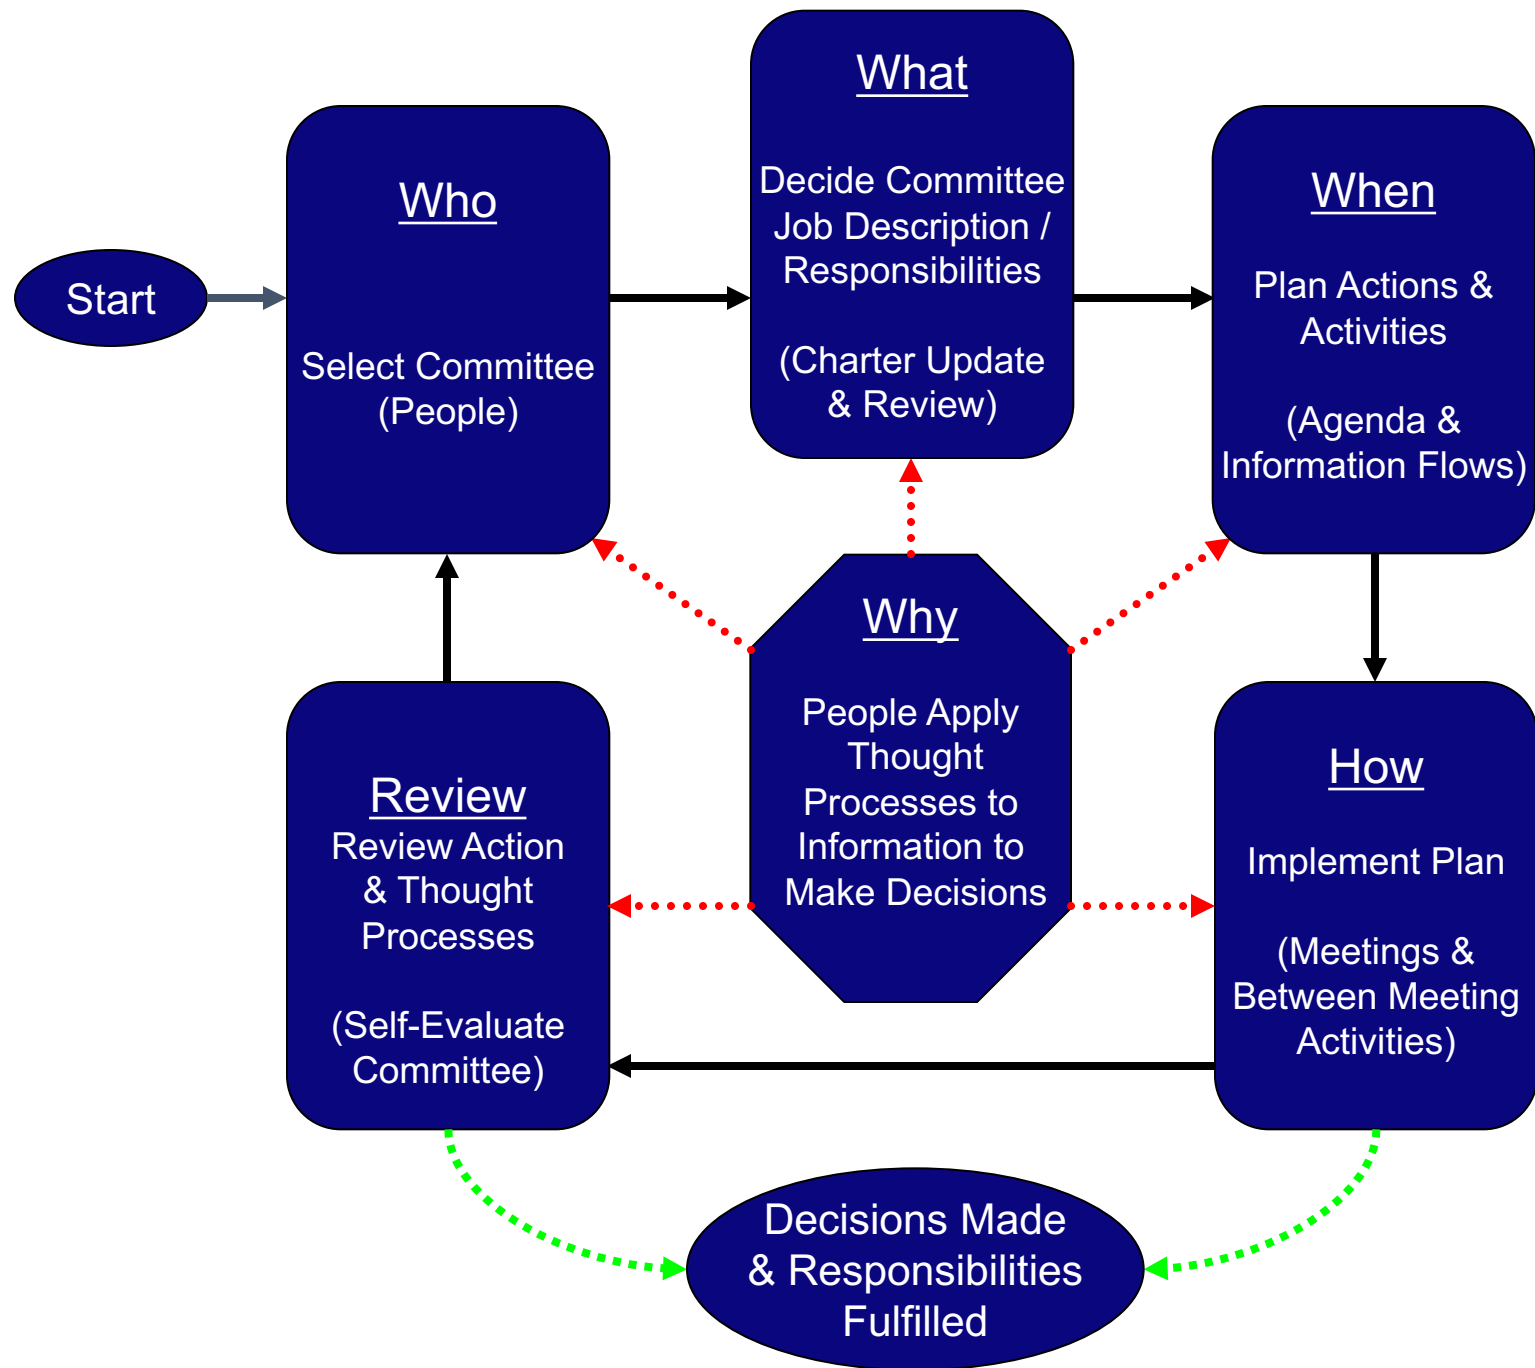 Start
Who
Select Committee
(People)
What
Decide Committee
Job Description /
Responsibilities
(Charter Update
& Review)
When
Plan Actions &
Activities
(Agenda &
Information Flows)
Why
People Apply
Thought
Processes to
Information to
Make Decisions
How
Implement Plan
(Meetings &
Between Meeting
Activities)
Review
Review Action
& Thought
Processes
(Self-Evaluate
Committee)
Decisions Made
& Responsibilities
Fulfilled